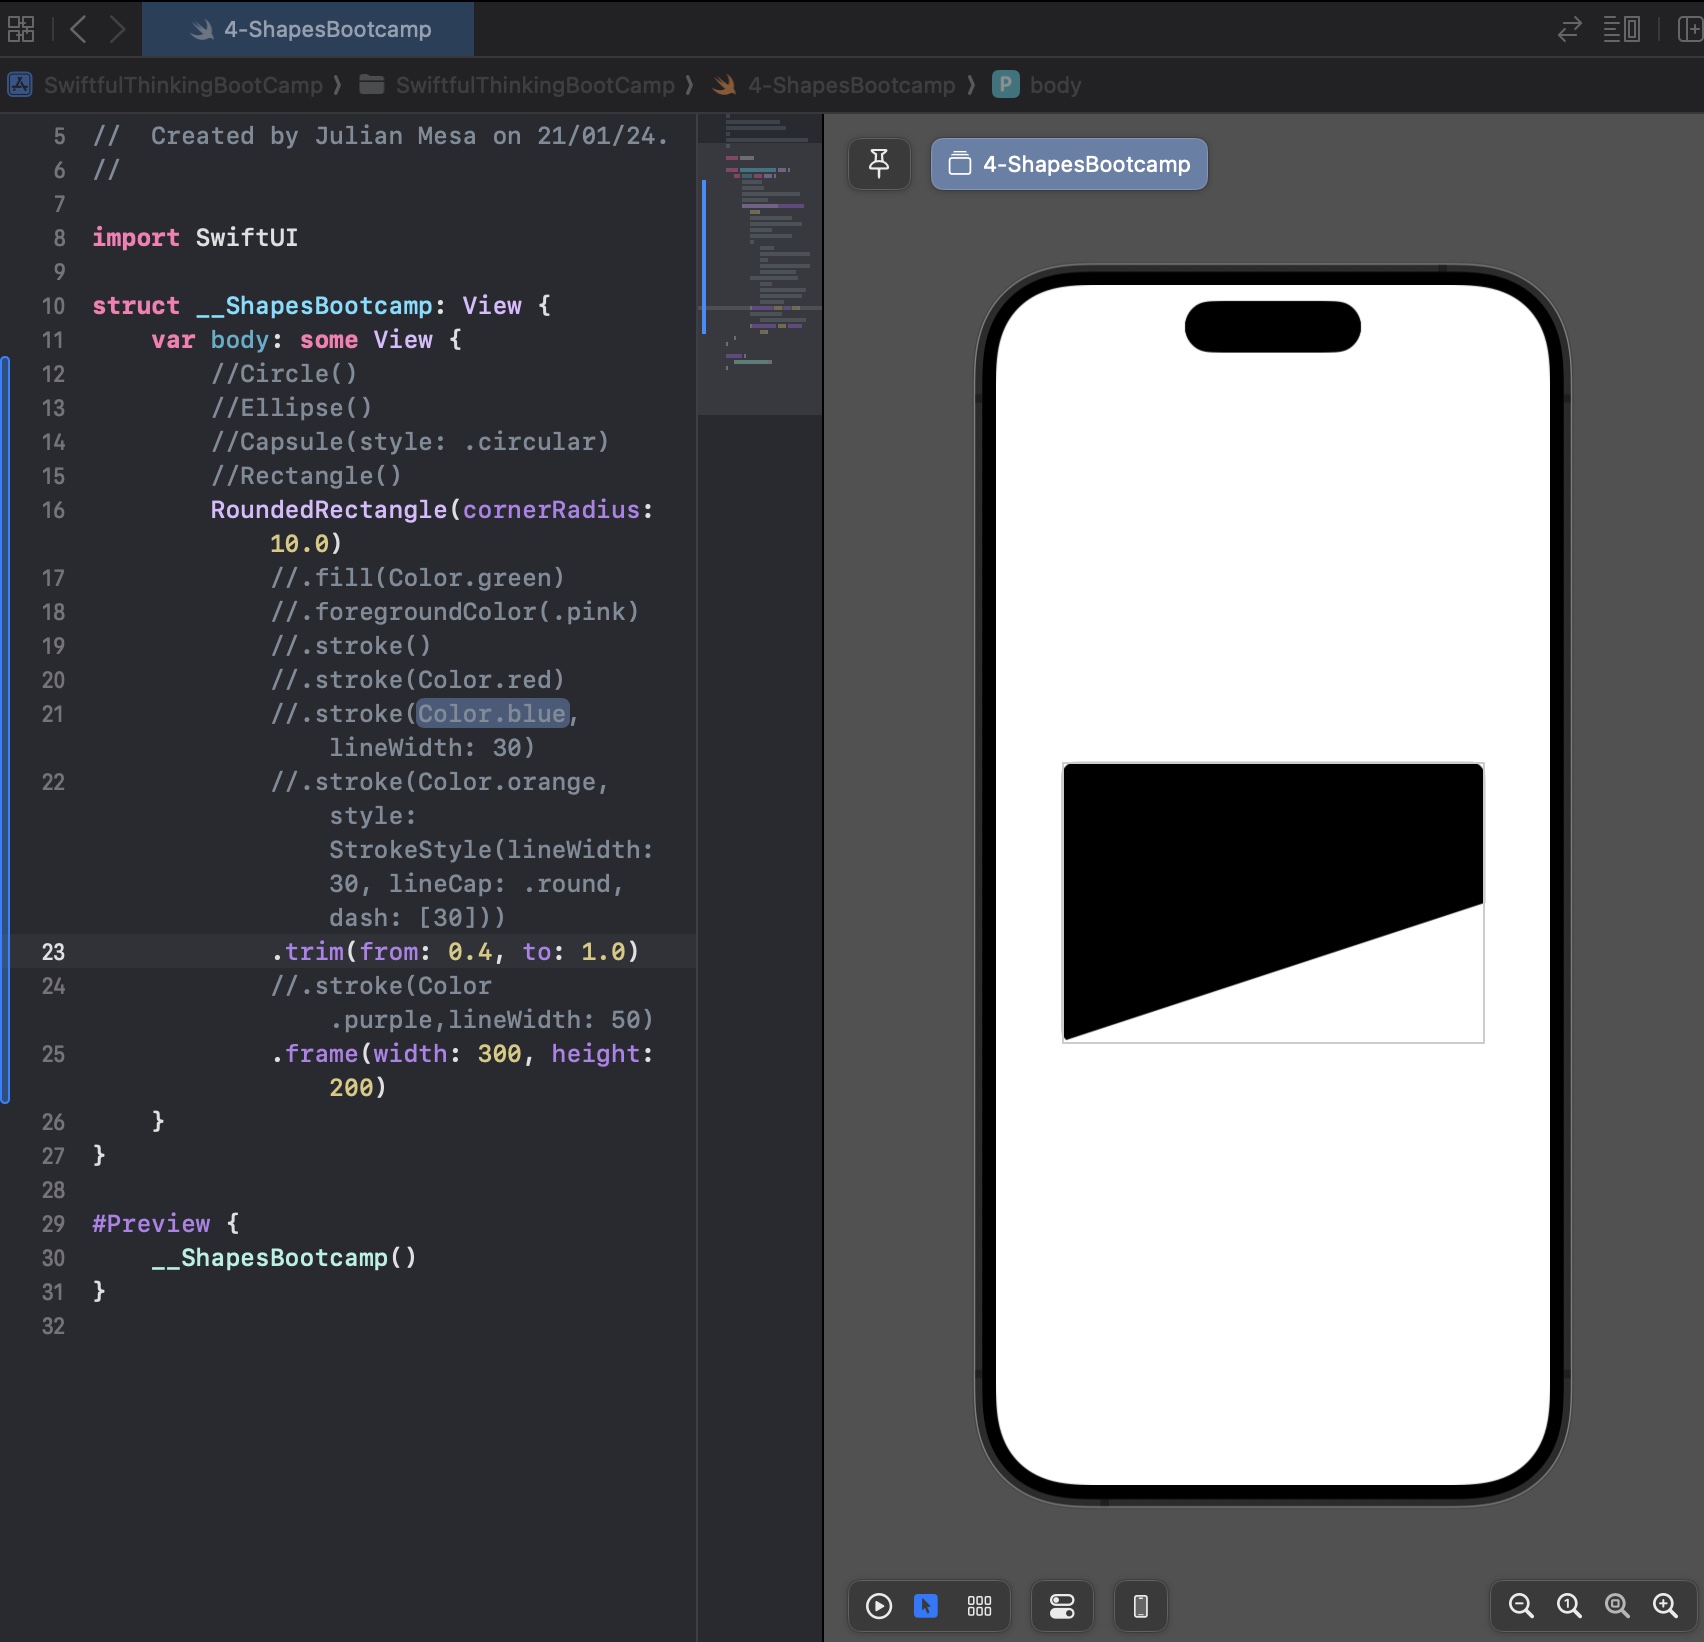 4-ShapesBootcamp
SwiftfulThinkingBootCamp ⟩ SwiftfulThinkingBootCamp ⟩ 4-ShapesBootcamp ⟩ P body
5 //  Created by Julian Mesa on 21/01/24.
6 //
7
8 import SwiftUI
9
10 struct __ShapesBootcamp: View {
11     var body: some View {
12         //Circle()
13         //Ellipse()
14         //Capsule(style: .circular)
15         //Rectangle()
16         RoundedRectangle(cornerRadius:
10.0)
17             //.fill(Color.green)
18             //.foregroundColor(.pink)
19             //.stroke()
20             //.stroke(Color.red)
21             //.stroke(Color.blue,
lineWidth: 30)
22             //.stroke(Color.orange,
style:
StrokeStyle(lineWidth:
30, lineCap: .round,
dash: [30]))
23             .trim(from: 0.4, to: 1.0)
24             //.stroke(Color
.purple,lineWidth: 50)
25             .frame(width: 300, height:
200)
26     }
27 }
28
29 #Preview {
30     __ShapesBootcamp()
31 }
32
4-ShapesBootcamp